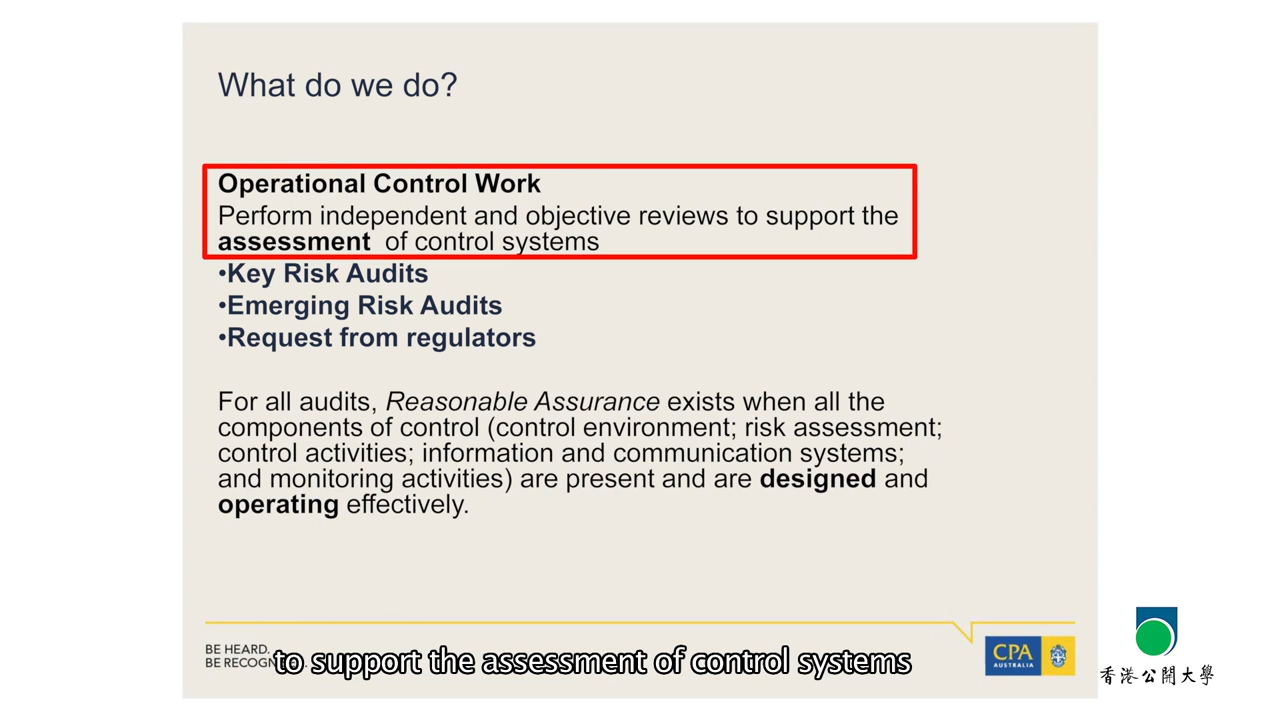 What do we do?
Operational Control Work
Perform independent and objective reviews to support the
assessment of control systems
•Key Risk Audits
•Emerging Risk Audits
•Request from regulators
For all audits, Reasonable Assurance exists when all the
components of control (control environment; risk assessment;
control activities; information and communication systems;
and monitoring activities) are present and are designed and
operating effectively.
BE HEARD.
BE RECOGN
to support the assessment of control systems
CPA
AUSTRALIA
香港公開大學